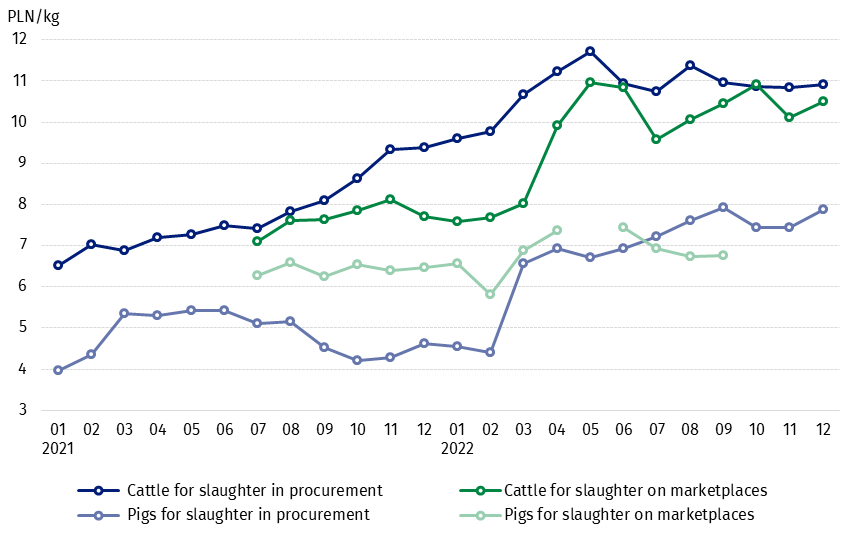 PLN/kg
12
11
10
9
8
7
6
5
4
3
01 02 03 04 05 06 07 08 09 10 11 12 01 02 03 04 05 06 07 08 09 10 11 12
2021 2022
Cattle for slaughter in procurement Cattle for slaughter on marketplaces
Pigs for slaughter in procurement Pigs for slaughter on marketplaces